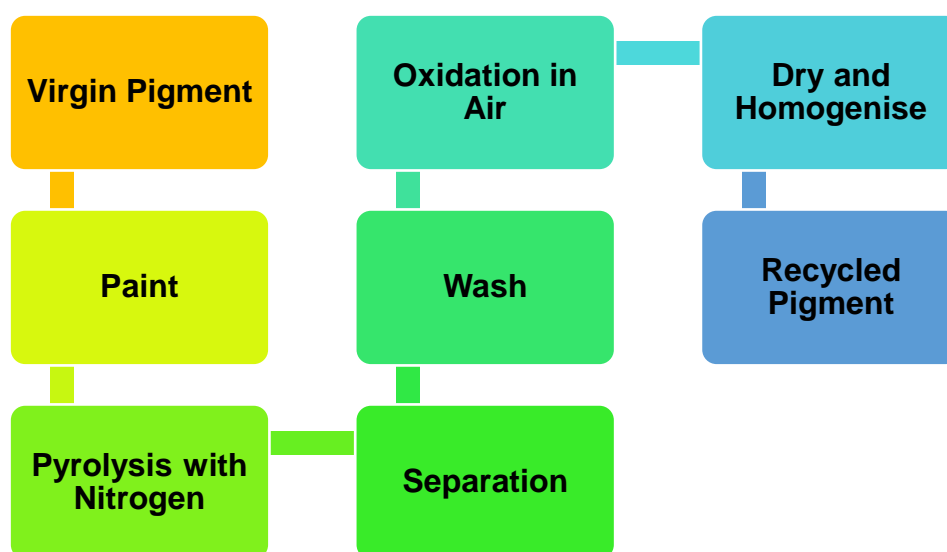 Virgin Pigment
Paint
Pyrolysis with
Nitrogen
Separation
Wash
Oxidation in
Air
Dry and
Homogenise
Recycled
Pigment